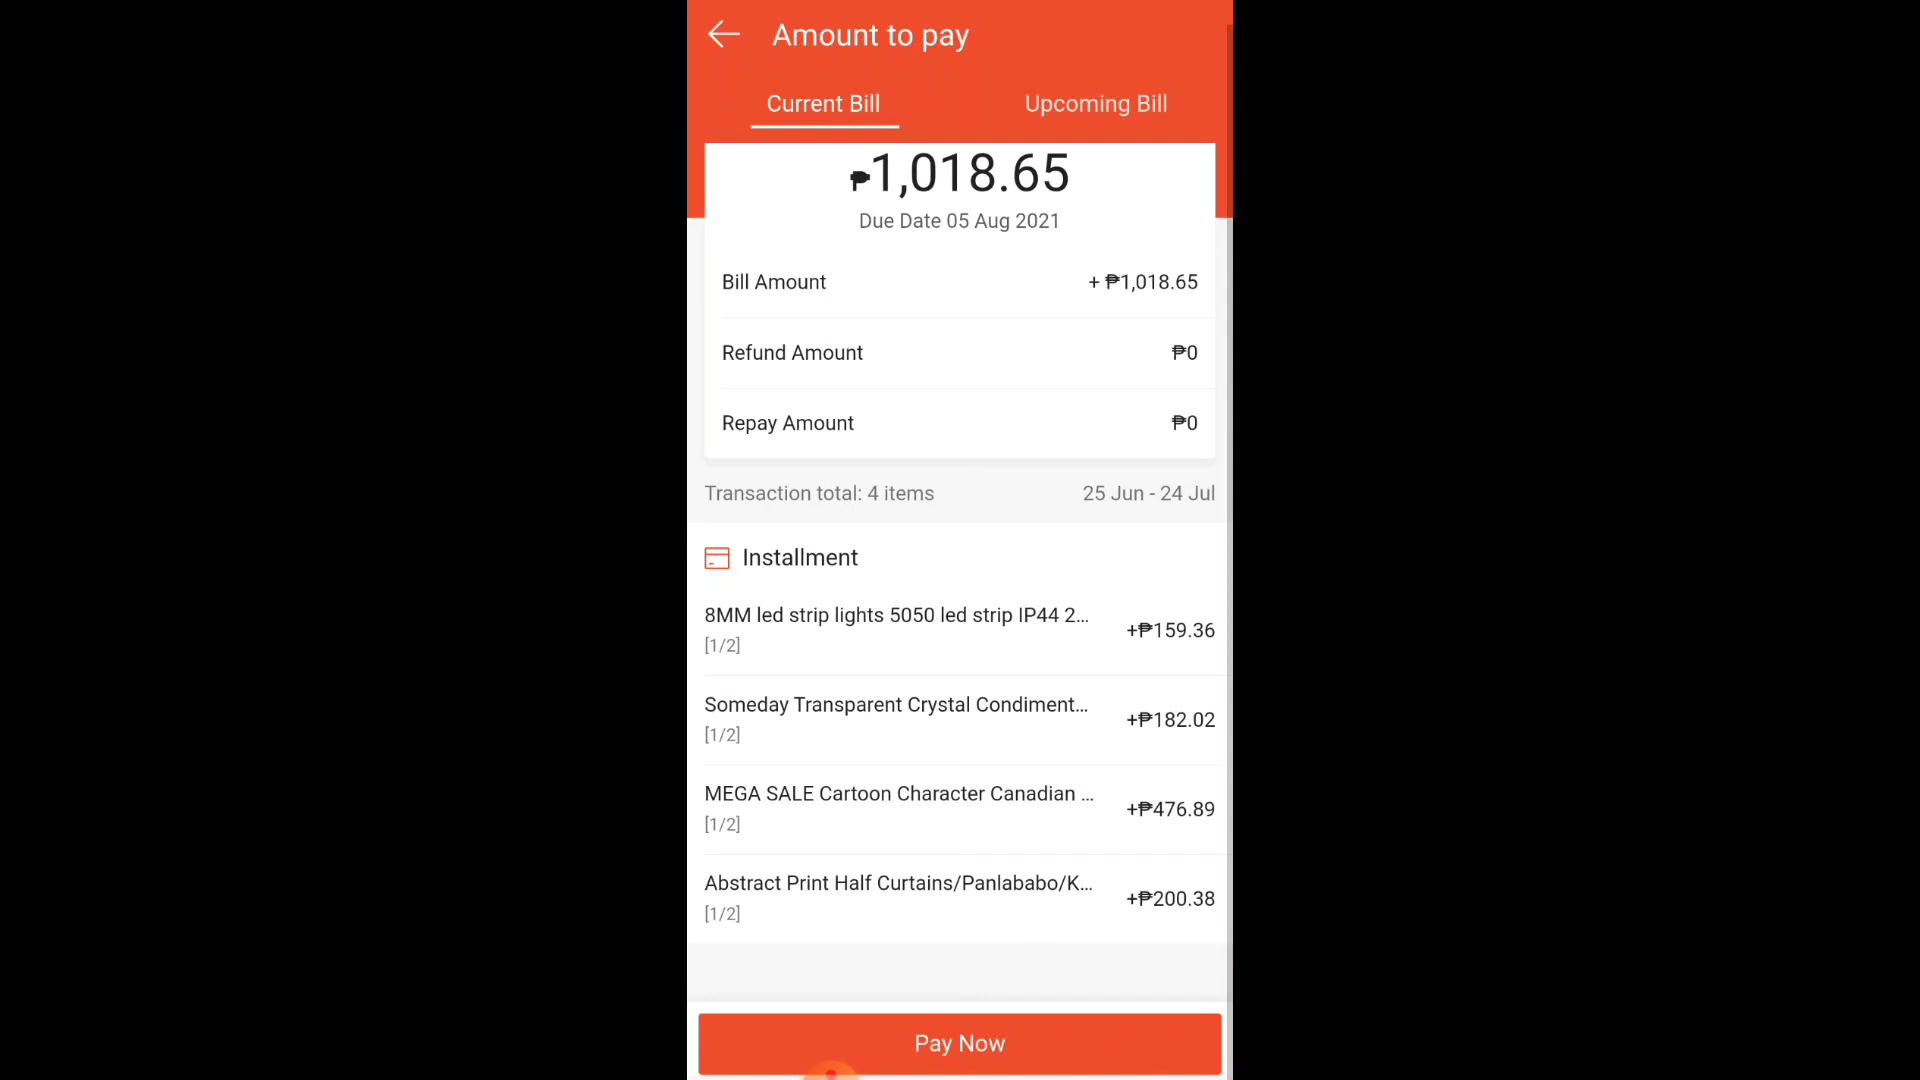 Amount to pay
Current Bill
Upcoming Bill
₱1,018.65
Due Date 05 Aug 2021
Bill Amount
+ ₱1,018.65
Refund Amount
₱0
Repay Amount
₱0
Transaction total: 4 items
25 Jun - 24 Jul
Installment
8MM led strip lights 5050 led strip IP44 2...
+₱159.36
[1/2]
Someday Transparent Crystal Condiment...
+₱182.02
[1/2]
MEGA SALE Cartoon Character Canadian ...
+₱476.89
[1/2]
Abstract Print Half Curtains/Panlababo/K...
+₱200.38
[1/2]
Pay Now